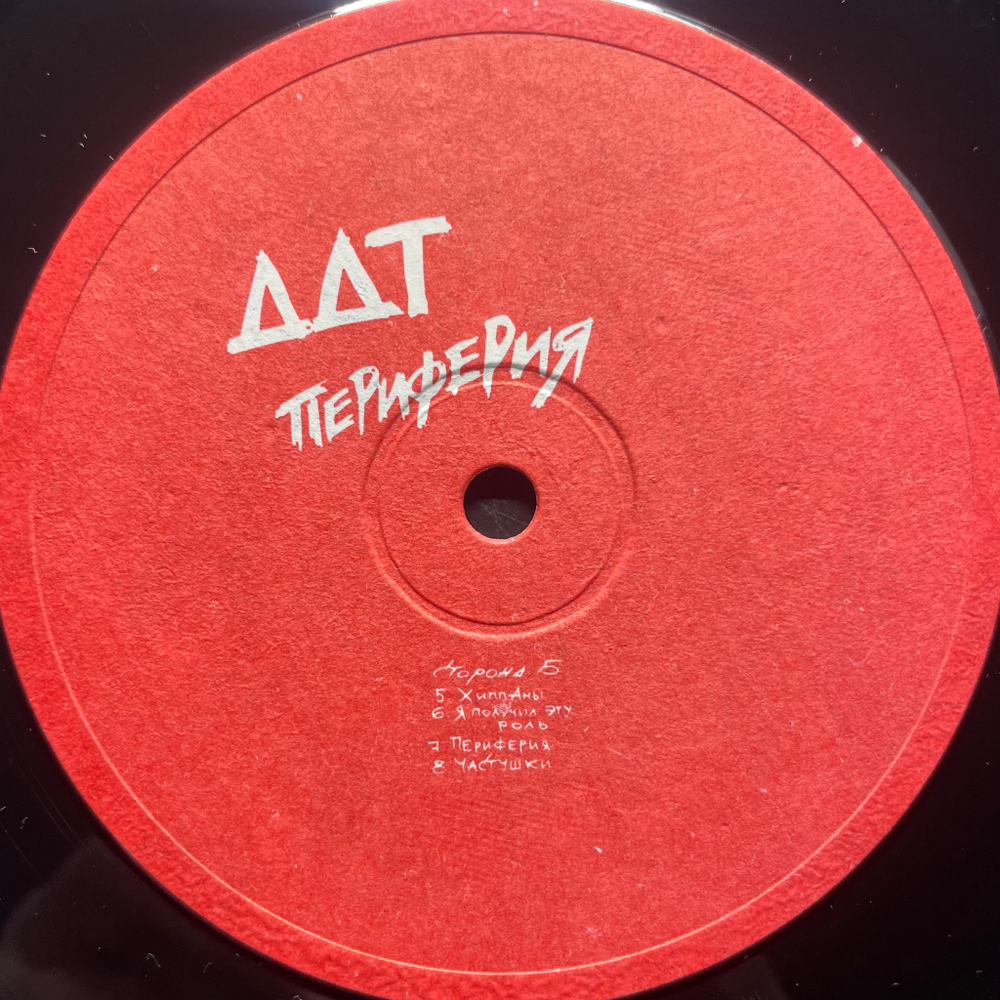 ДДТ
ПЕРИФЕРИЯ
Сторона Б
5 ХиппАны
6 Я получил эту
роль
7 Периферия
8 Частушки